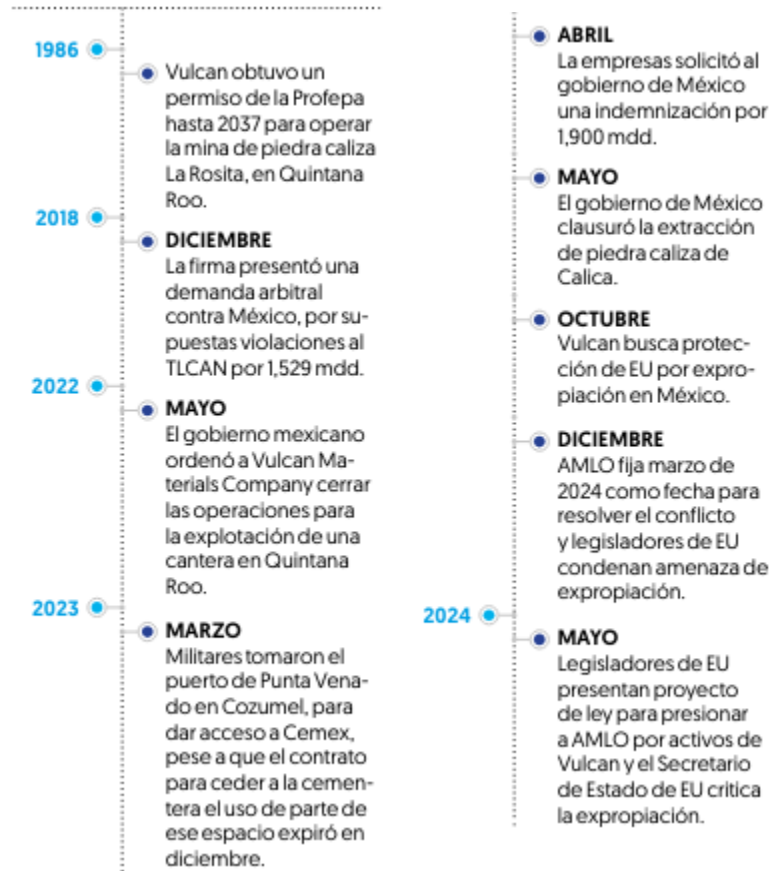 1986
Vulcan obtuvo un
permiso de la Profepa
hasta 2037 para operar
la mina de piedra caliza
La Rosita, en Quintana
Roo.
2018
DICIEMBRE
La firma presentó una
demanda arbitral
contra México, por su-
puestas violaciones al
TLCAN por 1,529 mdd.
2022
MAYO
El gobierno mexicano
ordenó a Vulcan Ma-
terials Company cerrar
las operaciones para
la explotación de una
cantera en Quintana
Roo.
2023
MARZO
Militares tomaron el
puerto de Punta Vena-
do en Cozumel, para
dar acceso a Cemex,
pese a que el contrato
para ceder a la cemen-
tera el uso de parte de
ese espacio expiró en
diciembre.
ABRIL
La empresas solicitó al
gobierno de México
una indemnización por
1,900 mdd.
MAYO
El gobierno de México
clausuró la extracción
de piedra caliza de
Calica.
OCTUBRE
Vulcan busca protec-
ción de EU por expro-
piación en México.
DICIEMBRE
AMLO fija marzo de
2024 como fecha para
resolver el conflicto
y legisladores de EU
condenan amenaza de
expropiación.
2024
MAYO
Legisladores de EU
presentan proyecto
de ley para presionar
a AMLO por activos de
Vulcan y el Secretario
de Estado de EU critica
la expropiación.